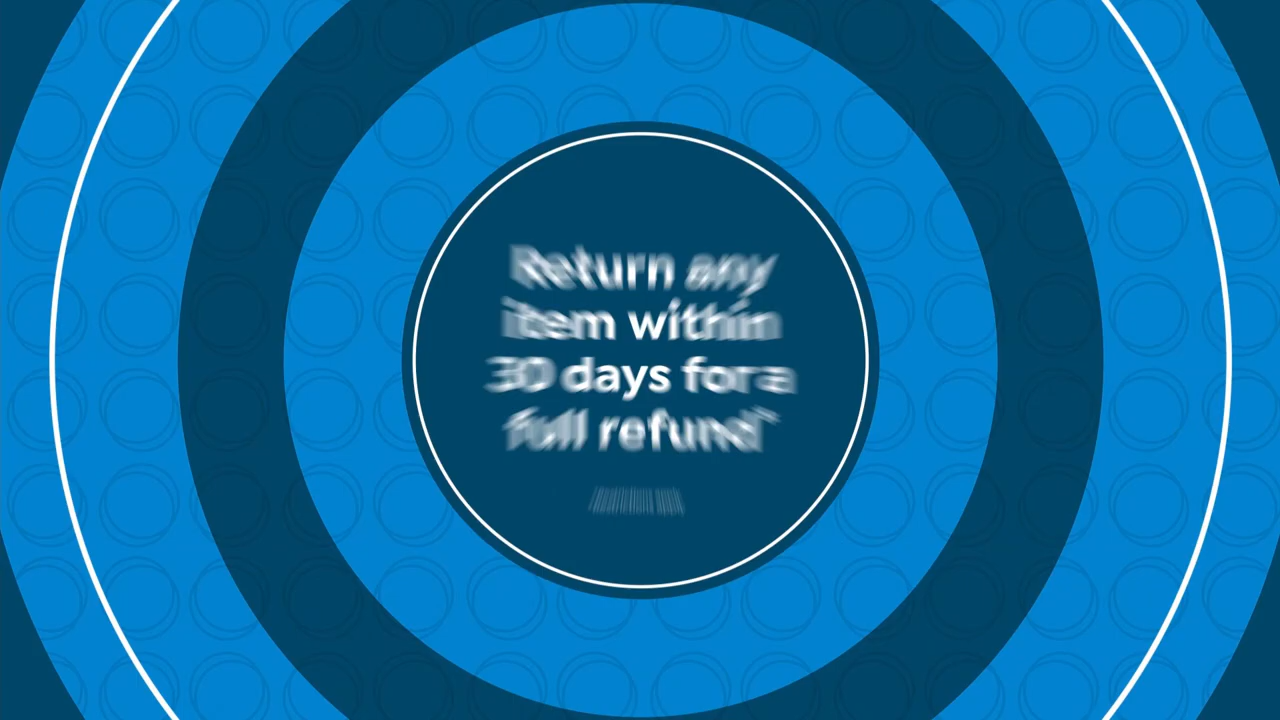 Return any
item within
30 days for a
full refund*